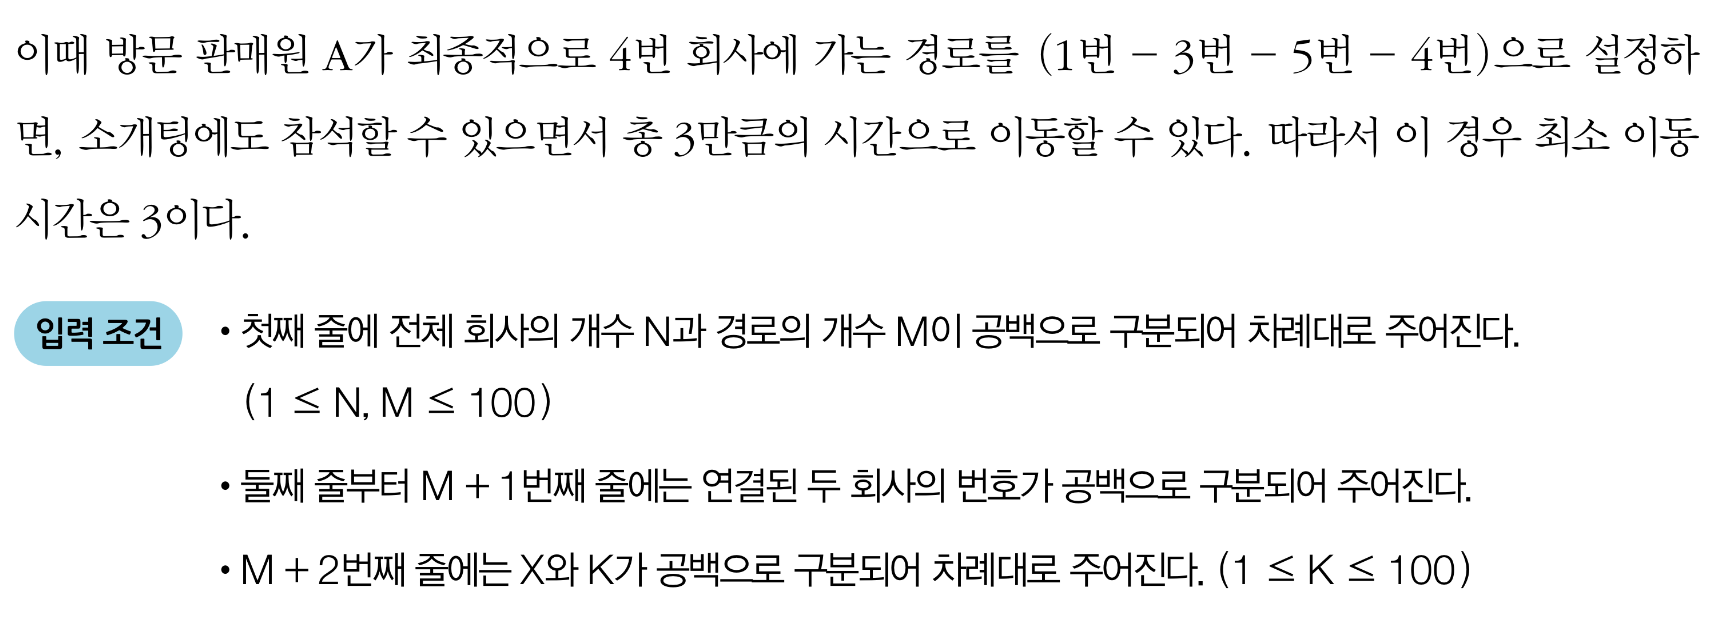 이때 방문 판매원 A가 최종적으로 4번 회사에 가는 경로를 (1번 – 3번 – 5번 – 4번)으로 설정하
면, 소개팅에도 참석할 수 있으면서 총 3만큼의 시간으로 이동할 수 있다. 따라서 이 경우 최소 이동
시간은 3이다.
입력 조건 • 첫째 줄에 전체 회사의 개수 N과 경로의 개수 M이 공백으로 구분되어 차례대로 주어진다.
(1 ≤ N, M ≤ 100)
• 둘째 줄부터 M + 1번째 줄에는 연결된 두 회사의 번호가 공백으로 구분되어 주어진다.
• M + 2번째 줄에는 X와 K가 공백으로 구분되어 차례대로 주어진다. (1 ≤ K ≤ 100)